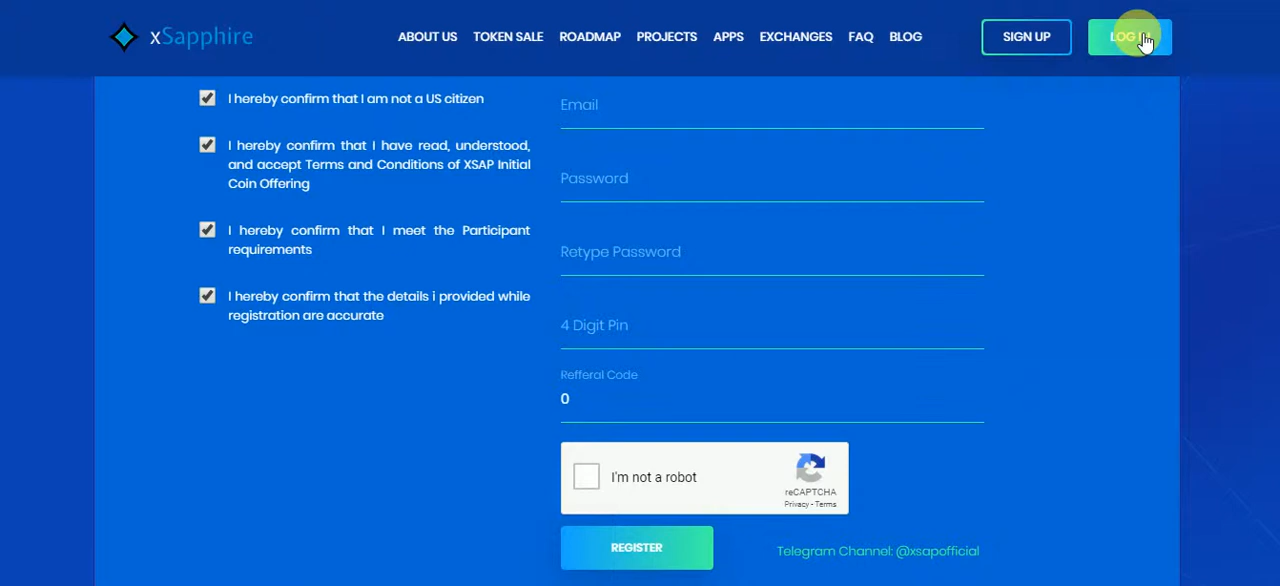 xSapphire
ABOUT US TOKEN SALE ROADMAP PROJECTS APPS EXCHANGES FAQ BLOG SIGN UP
I hereby confirm that I am not a US citizen
I hereby confirm that I have read, understood,
and accept Terms and Conditions of XSAP Initial
Coin Offering
I hereby confirm that I meet the Participant
requirements
I hereby confirm that the details i provided while
registration are accurate
Email
Password
Retype Password
4 Digit Pin
Refferal Code
0
I'm not a robot
reCAPTCHA
Privacy - Terms
REGISTER
Telegram Channel: @xsapofficial